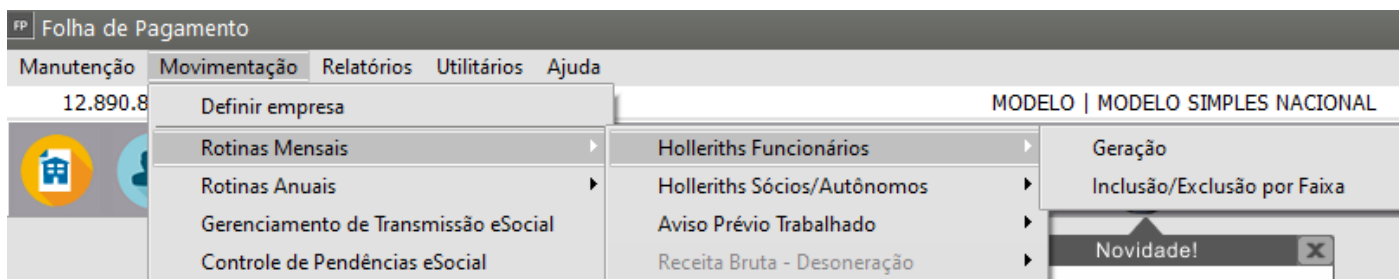 FP Folha de Pagamento
Manutenção Movimentação Relatórios Utilitários Ajuda
12.890.8 MODELO | MODELO SIMPLES NACIONAL
Definir empresa
Rotinas Mensais Holleriths Funcionários Geração
Rotinas Anuais Holleriths Sócios/Autônomos Inclusão/Exclusão por Faixa
Gerenciamento de Transmissão eSocial Aviso Prévio Trabalhado
Controle de Pendências eSocial Receita Bruta - Desoneração Novidade!